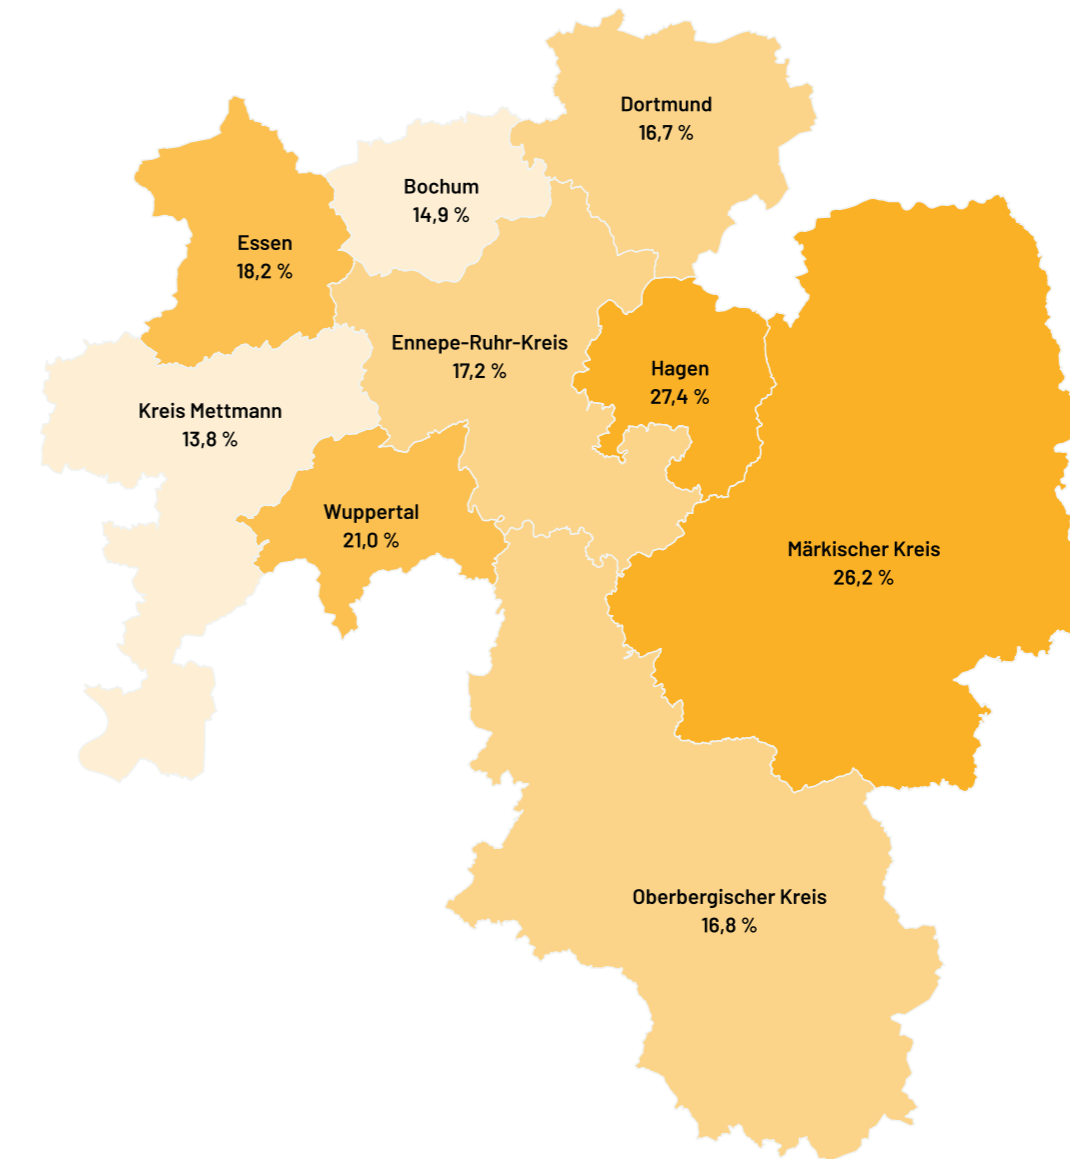 Dortmund
16,7 %
Bochum
14,9 %
Essen
18,2 %
Ennepe-Ruhr-Kreis
17,2 %
Hagen
27,4 %
Kreis Mettmann
13,8 %
Wuppertal
21,0 %
Märkischer Kreis
26,2 %
Oberbergischer Kreis
16,8 %